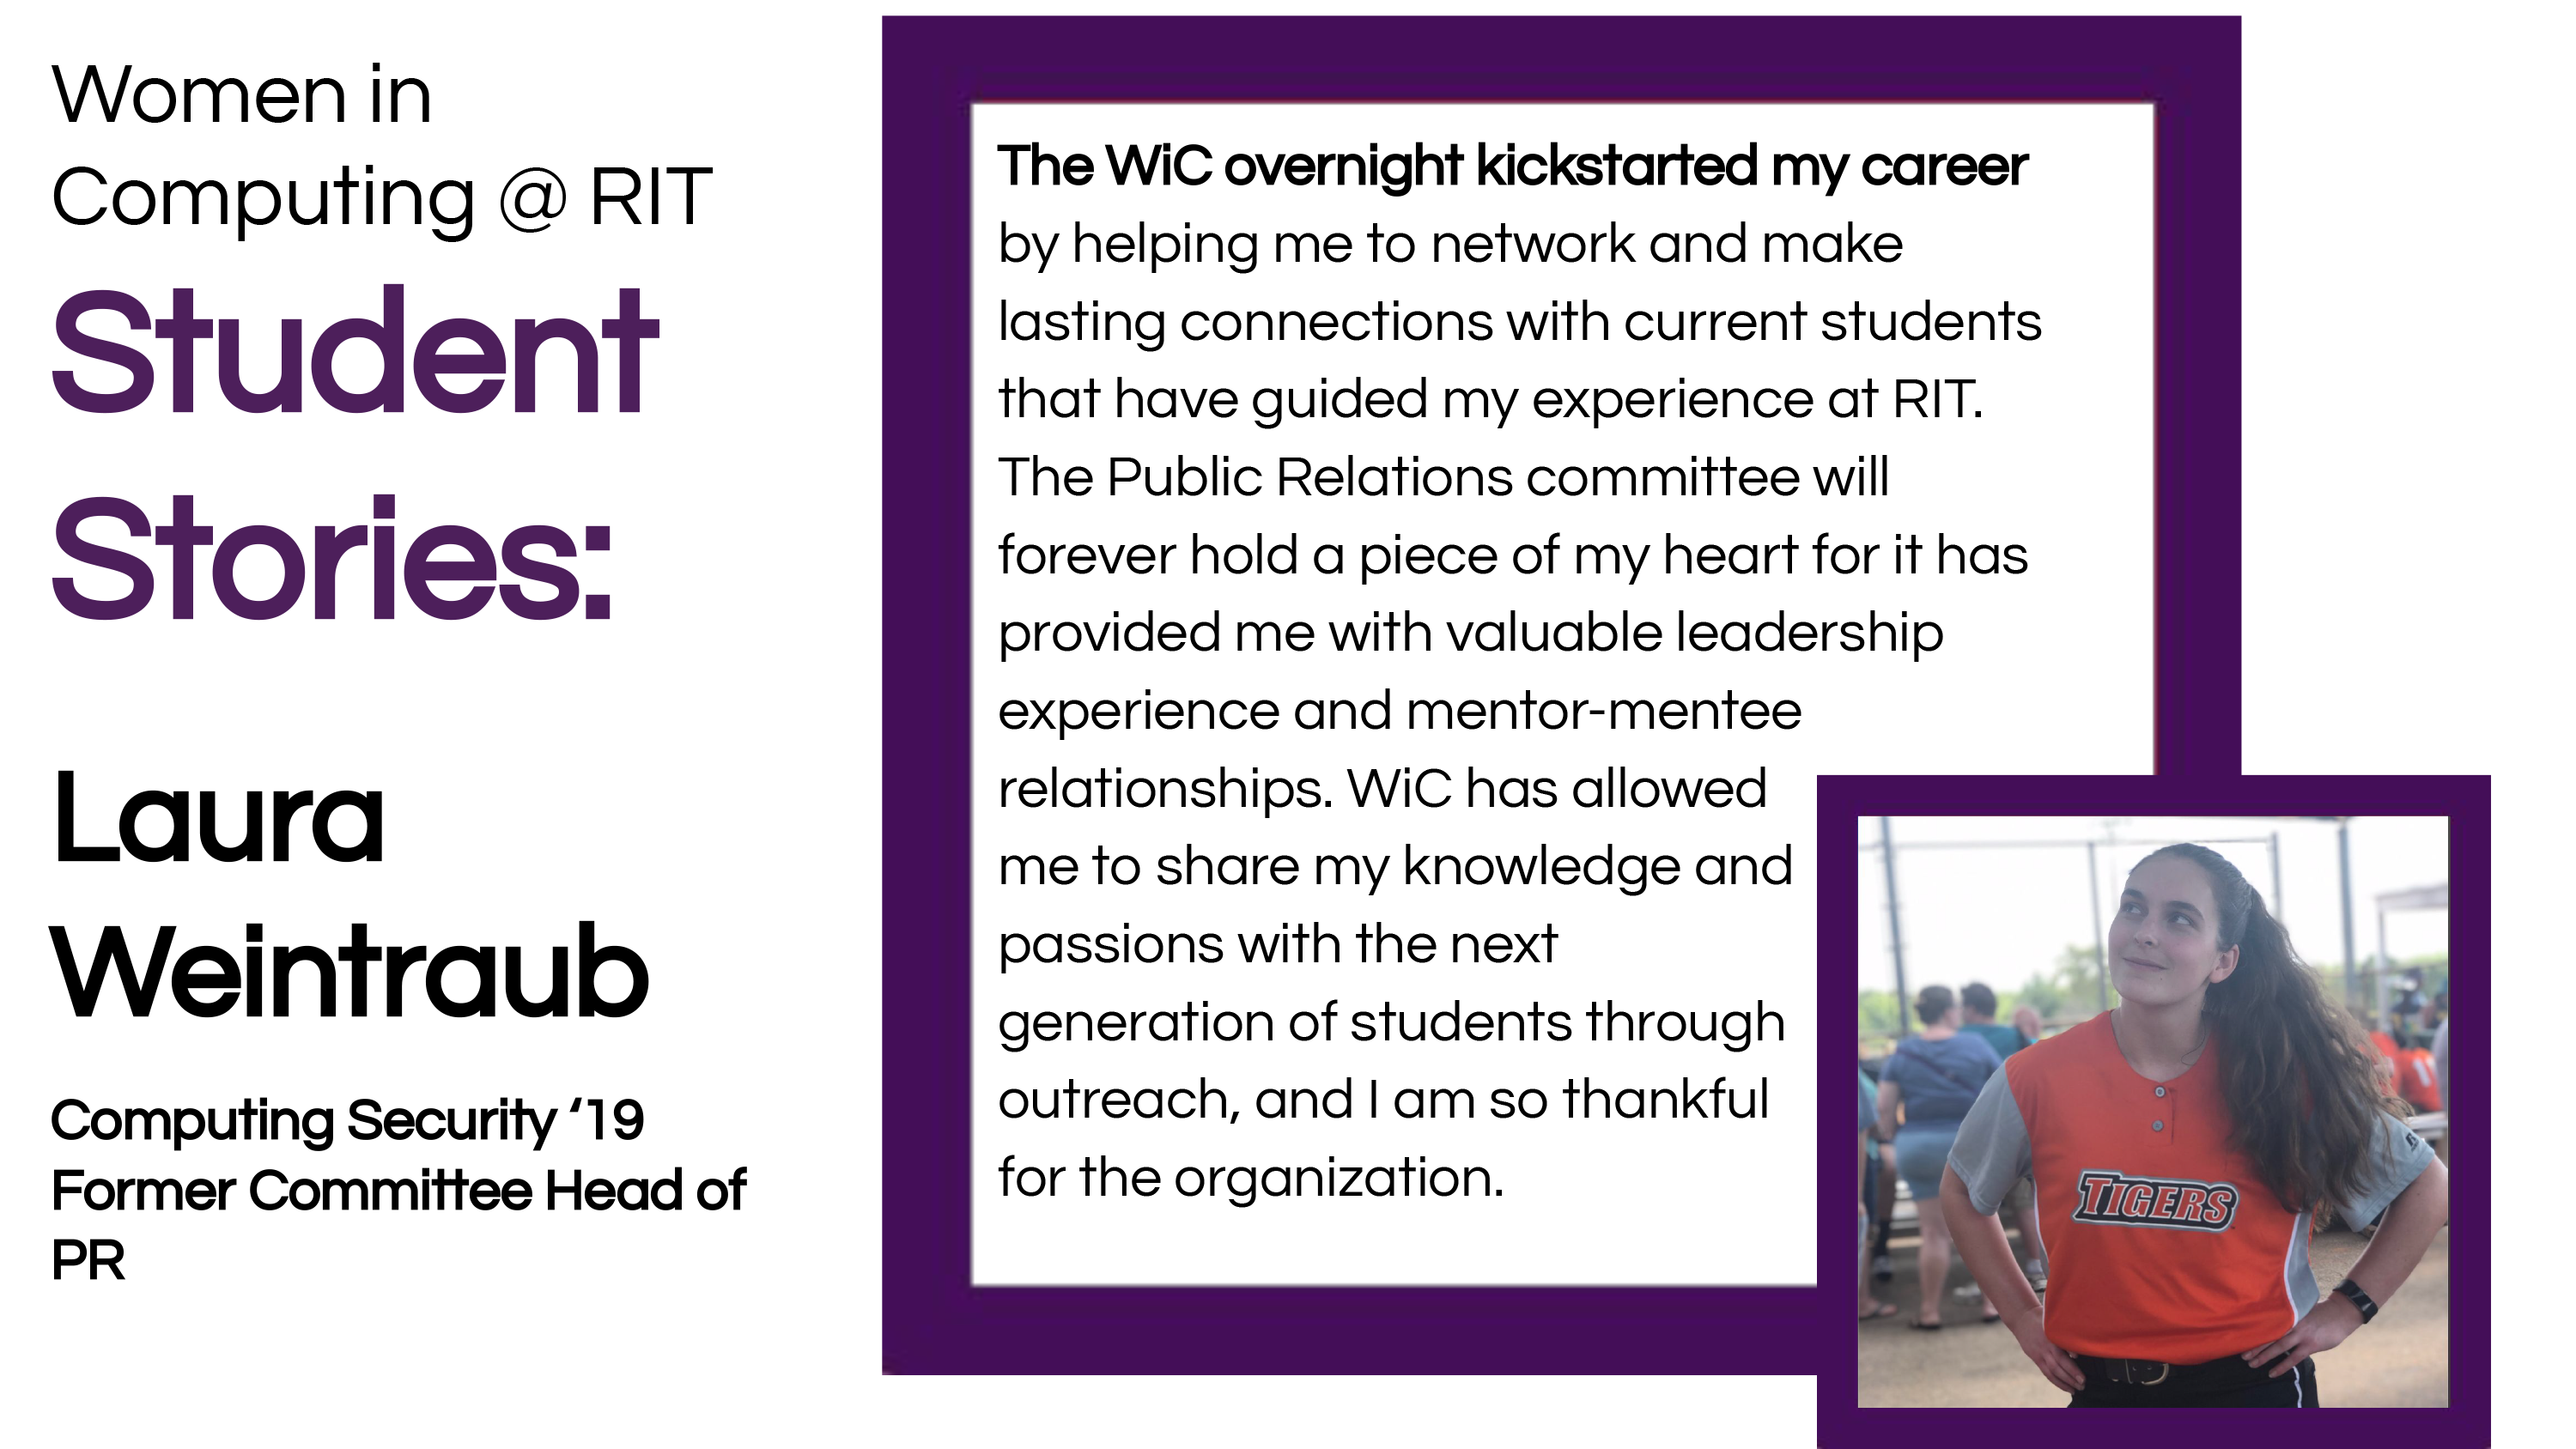 Women in
Computing @ RIT
Student
Stories:
Laura
Weintraub
Computing Security ‘19
Former Committee Head of
PR
The WiC overnight kickstarted my career
by helping me to network and make
lasting connections with current students
that have guided my experience at RIT.
The Public Relations committee will
forever hold a piece of my heart for it has
provided me with valuable leadership
experience and mentor-mentee
relationships. WiC has allowed
me to share my knowledge and
passions with the next
generation of students through
outreach, and I am so thankful
for the organization.
TIGERS